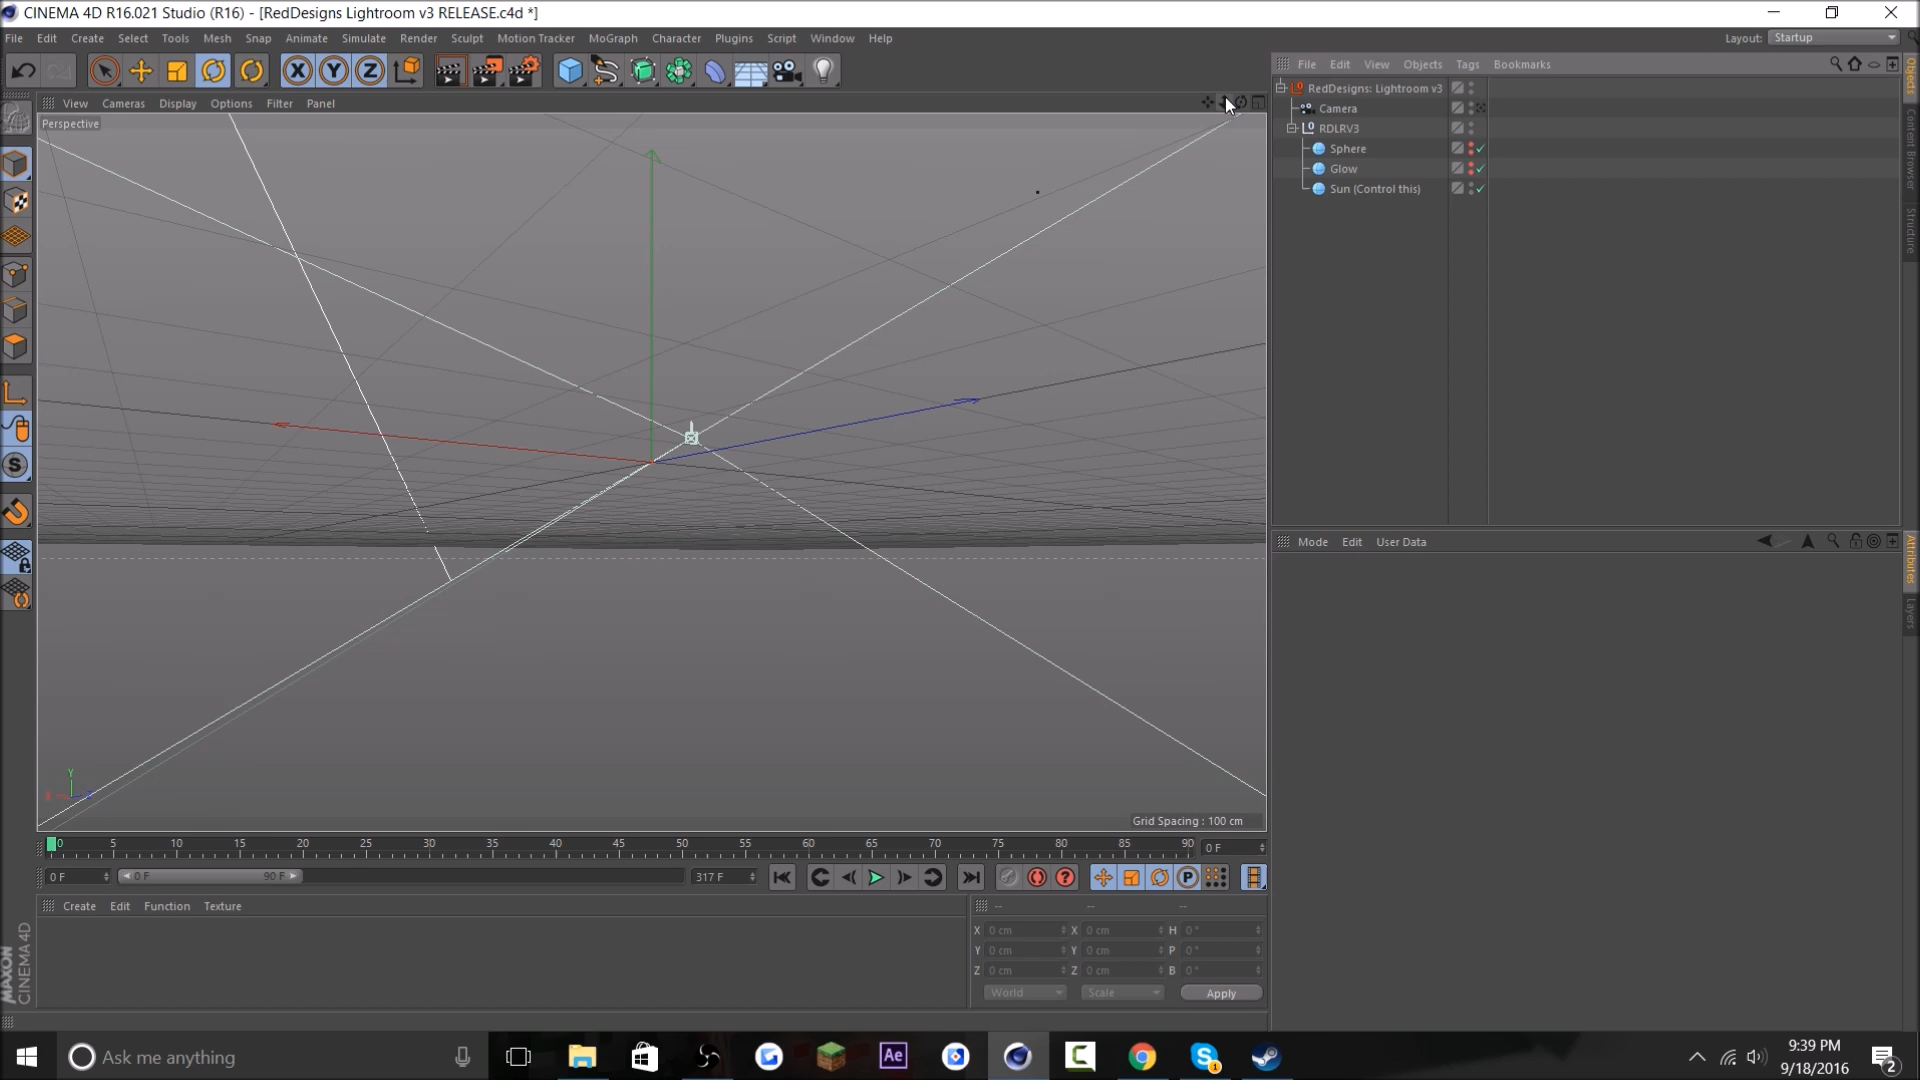 CINEMA 4D R16.021 Studio (R16) - [RedDesigns Lightroom v3 RELEASE.c4d *]
File Edit Create Select Tools Mesh Snap Animate Simulate Render Sculpt Motion Tracker MoGraph Character Plugins Script Window Help
Layout: Startup
X Y Z
View Cameras Display Options Filter Panel
Perspective
File Edit View Objects Tags Bookmarks
RedDesigns: Lightroom v3
Camera
RDLRV3
Sphere
Glow
Sun (Control this)
Objects
Content Browser
Structure
Mode Edit User Data
Attributes
Layers
S
Y
X
Z
Grid Spacing : 100 cm
0 5 10 15 20 25 30 35 40 45 50 55 60 65 70 75 80 85 90 0 F
0 F 0 F 90 F 317 F P
Create Edit Function Texture
-- -- --
X 0 cm X 0 cm H 0 °
Y 0 cm Y 0 cm P 0 °
Z 0 cm Z 0 cm B 0 °
World Scale Apply
MAXON
CINEMA 4D
Ask me anything
Ae
C
S
1
9:39 PM
9/18/2016
2